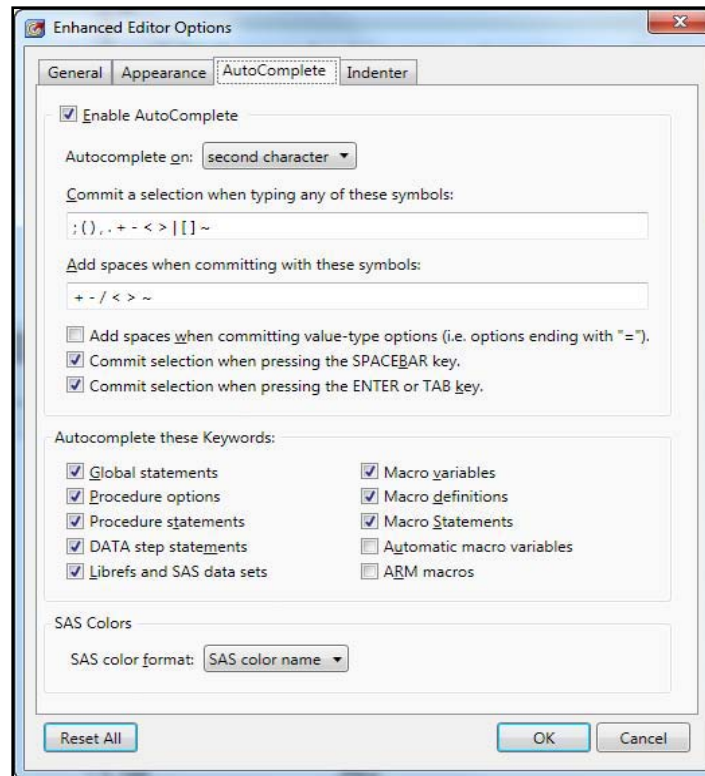 Enhanced Editor Options
General Appearance AutoComplete Indenter
Enable AutoComplete
Autocomplete on: second character
Commit a selection when typing any of these symbols:
; ( ) , . + - < > | [ ] ~
Add spaces when committing with these symbols:
+ - / < > ~
Add spaces when committing value-type options (i.e. options ending with "=").
Commit selection when pressing the SPACEBAR key.
Commit selection when pressing the ENTER or TAB key.
Autocomplete these Keywords:
Global statements Macro variables
Procedure options Macro definitions
Procedure statements Macro Statements
DATA step statements Automatic macro variables
Librefs and SAS data sets ARM macros
SAS Colors
SAS color format: SAS color name
Reset All OK Cancel